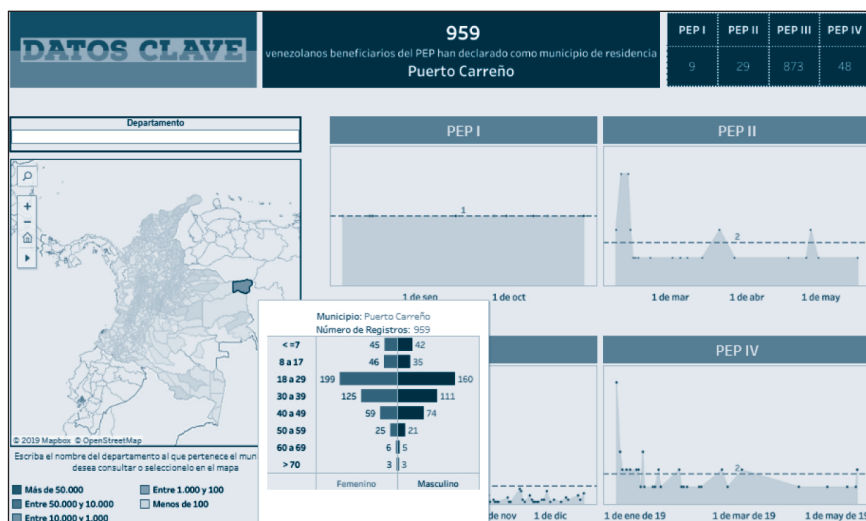 DATOS CLAVE
959
venezolanos beneficiarios del PEP han declarado como municipio de residencia
Puerto Carreño
PEP I PEP II PEP III PEP IV
9 29 873 48
Departamento
PEP I
PEP II
1
2
1 de sep 1 de oct
1 de mar 1 de abr 1 de may
© 2019 Mapbox © OpenStreetMap
Escriba el nombre del departamento al que pertenece el mun
desea consultar o selecciónelo en el mapa
Más de 50.000
Entre 50.000 y 10.000
Entre 10.000 y 1.000
Entre 1.000 y 100
Menos de 100
Municipio: Puerto Carreño
Número de Registros: 959
<=7 45 42
8 a 17 46 35
18 a 29 199 160
30 a 39 125 111
40 a 49 59 74
50 a 59 25 21
60 a 69 6 5
>70 3 3
Femenino Masculino
PEP IV
2
de nov 1 de dic
1 de ene de 19 1 de mar de 19 1 de may de 19